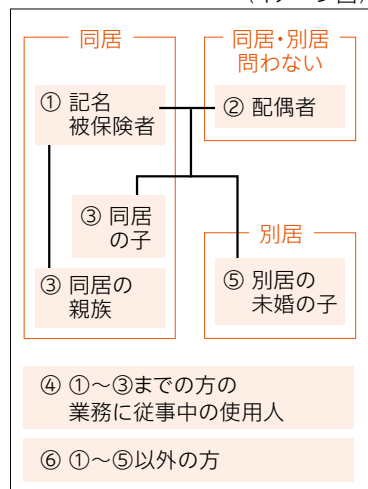 同居
同居・別居
問わない
① 記名
被保険者
② 配偶者
③ 同居
の子
別居
③ 同居の
親族
⑤ 別居の
未婚の子
④ ①~③までの方の
業務に従事中の使用人
⑥ ①~⑤以外の方